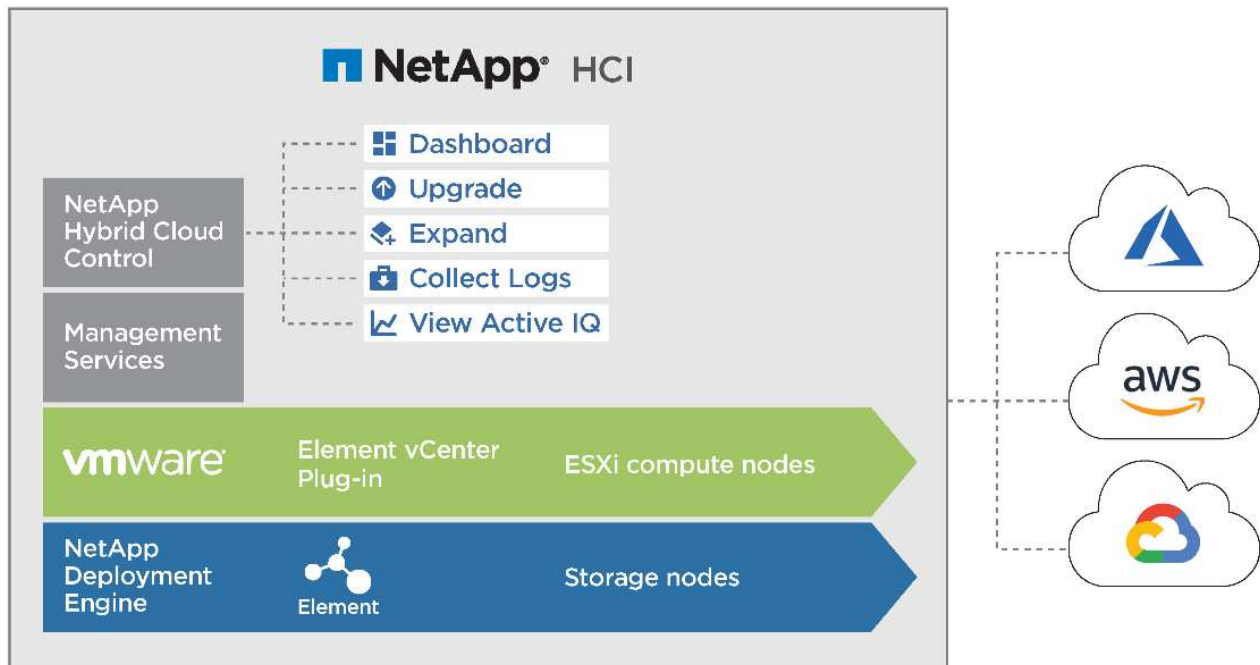 NetApp® HCI
Dashboard
Upgrade
Expand
Collect Logs
View Active IQ
NetApp
Hybrid Cloud
Control
Management
Services
vmware
Element vCenter
Plug-in
ESXi compute nodes
NetApp
Deployment
Engine
Element
Storage nodes
aws